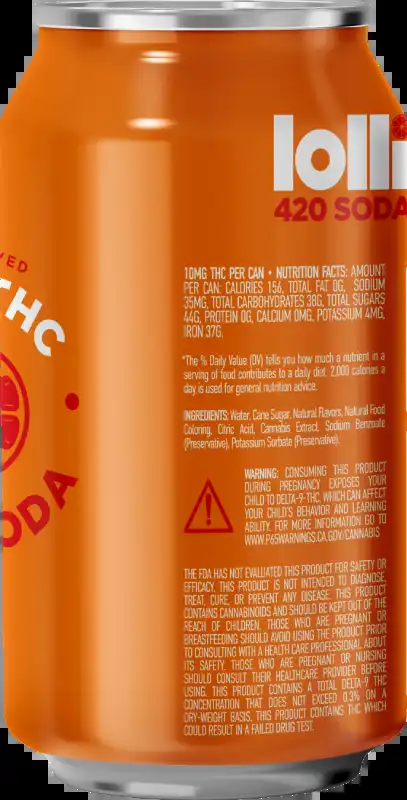 lolli
420 SODA
VED
THC
SODA
10MG THC PER CAN • NUTRITION FACTS: AMOUNT
PER CAN: CALORIES 156, TOTAL FAT 0G, SODIUM
35MG, TOTAL CARBOHYDRATES 38G, TOTAL SUGARS
44G, PROTEIN 0G, CALCIUM 0MG, POTASSIUM 4MG,
IRON 37G.
*The % Daily Value (DV) tells you how much a nutrient in a
serving of food contributes to a daily diet. 2,000 calories a
day is used for general nutrition advice.
INGREDIENTS: Water, Cane Sugar, Natural Flavors, Natural Food
Coloring, Citric Acid, Cannabis Extract, Sodium Benzoate
(Preservative), Potassium Sorbate (Preservative).
WARNING: CONSUMING THIS PRODUCT
DURING PREGNANCY EXPOSES YOUR
CHILD TO DELTA-9-THC, WHICH CAN AFFECT
YOUR CHILD'S BEHAVIOR AND LEARNING
ABILITY. FOR MORE INFORMATION GO TO
WWW.P65WARNINGS.CA.GOV/CANNABIS.
THE FDA HAS NOT EVALUATED THIS PRODUCT FOR SAFETY OR
EFFICACY. THIS PRODUCT IS NOT INTENDED TO DIAGNOSE,
TREAT, CURE, OR PREVENT ANY DISEASE. THIS PRODUCT
CONTAINS CANNABINOIDS AND SHOULD BE KEPT OUT OF THE
REACH OF CHILDREN. THOSE WHO ARE PREGNANT OR
BREASTFEEDING SHOULD AVOID USING THE PRODUCT PRIOR
TO CONSULTING WITH A HEALTH CARE PROFESSIONAL ABOUT
ITS SAFETY. THOSE WHO ARE PREGNANT OR NURSING
SHOULD CONSULT THEIR HEALTHCARE PROVIDER BEFORE
USING. THIS PRODUCT CONTAINS A TOTAL DELTA-9 THC
CONCENTRATION THAT DOES NOT EXCEED 0.3% ON A
DRY-WEIGHT BASIS. THIS PRODUCT CONTAINS THC WHICH
COULD RESULT IN A FAILED DRUG TEST.